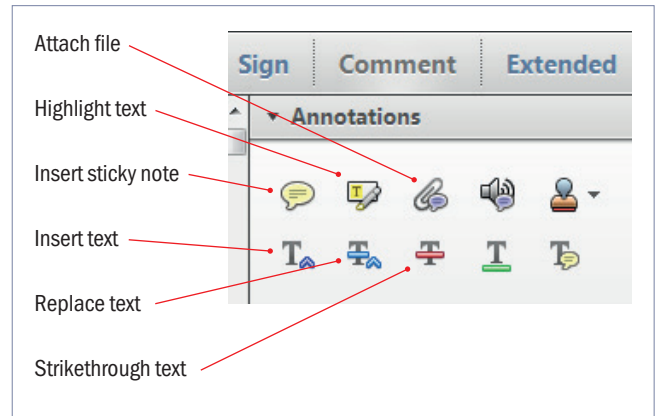 Attach file
Sign Comment Extended
Highlight text
Annotations
Insert sticky note
Insert text
Replace text
Strikethrough text